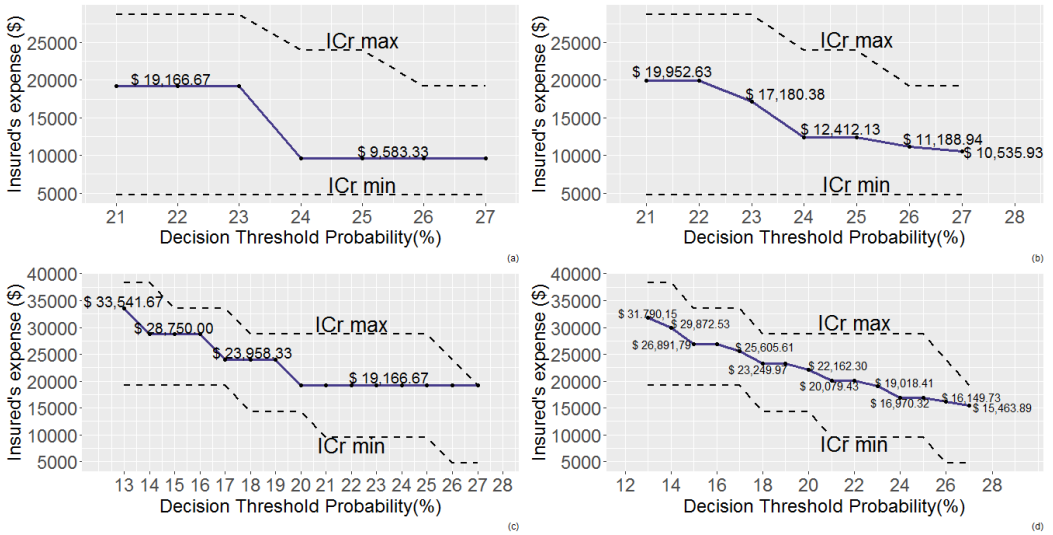 Insured's expense ($)
25000
20000
15000
10000
5000
ICr max
$ 19,166.67
$ 9,583.33
ICr min
21 22 23 24 25 26 27
Decision Threshold Probability(%)
(a)
Insured's expense ($)
25000
20000
15000
10000
5000
ICr max
$ 19,952.63
$ 17,180.38
$ 12,412.13
$ 11,188.94
$ 10,535.93
ICr min
21 22 23 24 25 26 27 28
Decision Threshold Probability(%)
(b)
Insured's expense ($)
40000
35000
30000
25000
20000
15000
10000
5000
$ 33,541.67
$ 28,750.00
ICr max
$ 23,958.33
$ 19,166.67
ICr min
13 14 15 16 17 18 19 20 21 22 23 24 25 26 27 28
Decision Threshold Probability(%)
(c)
Insured's expense ($)
40000
35000
30000
25000
20000
15000
10000
5000
$ 31.790,15
$ 29,872.53
ICr max
$ 26,891,79
$ 25,605.61
$ 23,249.97
$ 22,162.30
$ 20,079.43
$ 19,018.41
$ 16,970.32
$ 16,149.73
$ 15,463.89
ICr min
12 14 16 18 20 22 24 26 28
Decision Threshold Probability(%)
(d)